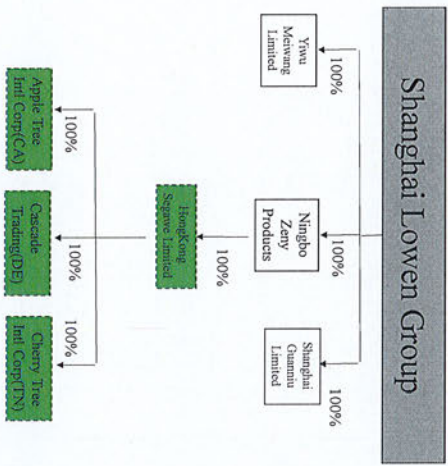 Shanghai Lowen Group
100%
100%
100%
Yiwu
Meiwang
Limited
Ningbo
Zeny
Products
Shanghai
Guanniu
Limited
100%
HongKong
Segawe Limited
100%
100%
100%
Apple Tree
Intl Corp(CA)
Cascade
Trading(DE)
Cherry Tree
Intl Corp(TN)